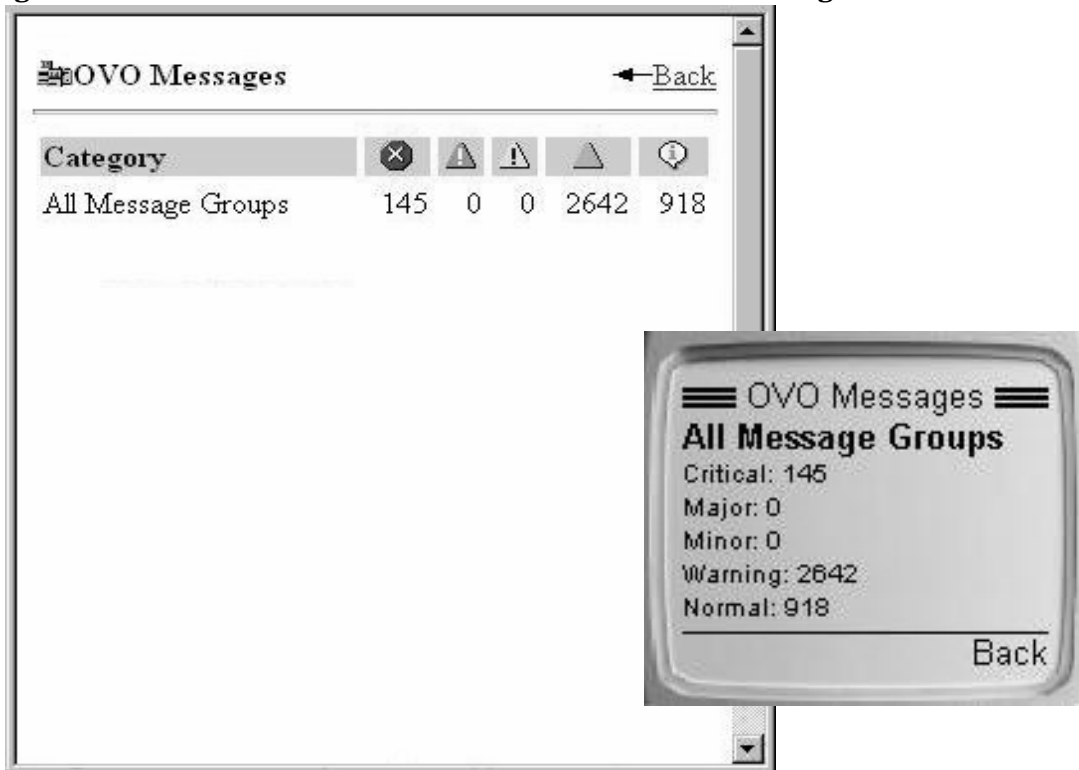 OVO Messages
Back
Category
All Message Groups 145 0 0 2642 918
OVO Messages
All Message Groups
Critical: 145
Major: 0
Minor: 0
Warning: 2642
Normal: 918
Back